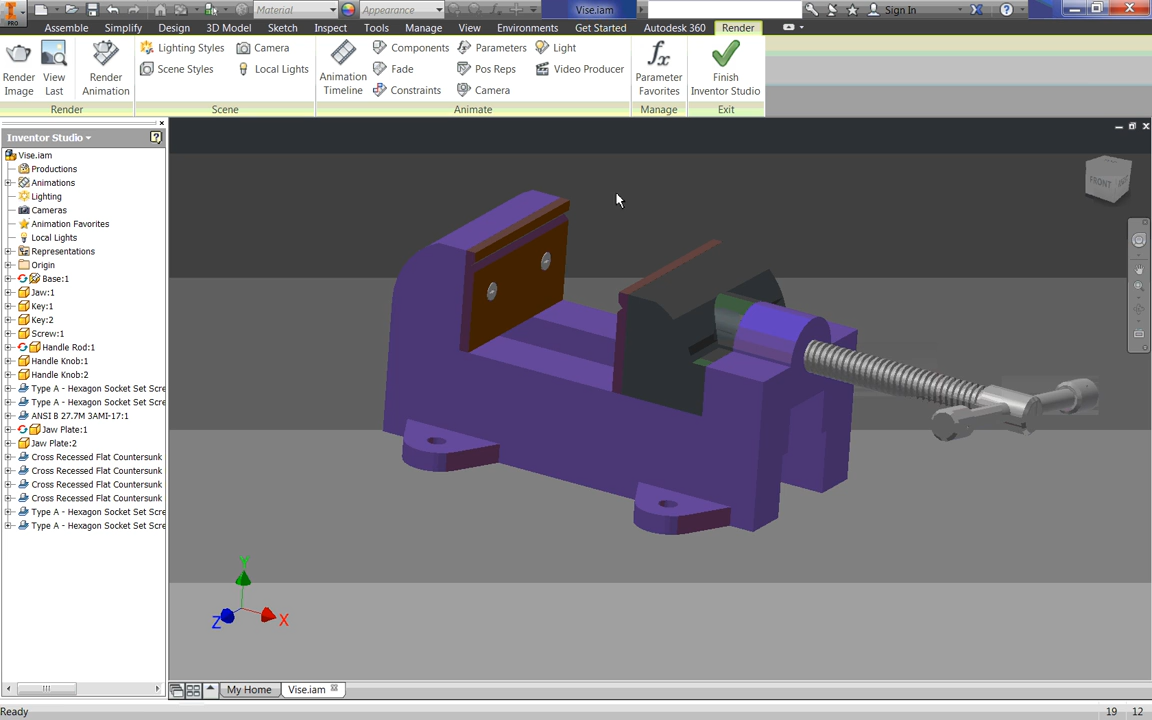 PRO
Material
Appearance
Vise.iam
Sign In
Assemble Simplify Design 3D Model Sketch Inspect Tools Manage View Environments Get Started Autodesk 360 Render
Render Image
View Last
Render Animation
Lighting Styles
Scene Styles
Camera
Local Lights
Animation Timeline
Components
Fade
Constraints
Parameters
Pos Reps
Camera
Light
Video Producer
fx
Parameter Favorites
Finish Inventor Studio
Render Scene Animate Manage Exit
Inventor Studio
Vise.iam
Productions
Animations
Lighting
Cameras
Animation Favorites
Local Lights
Representations
Origin
Base:1
Jaw:1
Key:1
Key:2
Screw:1
Handle Rod:1
Handle Knob:1
Handle Knob:2
Type A - Hexagon Socket Set Scre
Type A - Hexagon Socket Set Scre
ANSI B 27.7M 3AMI-17:1
Jaw Plate:1
Jaw Plate:2
Cross Recessed Flat Countersunk
Cross Recessed Flat Countersunk
Cross Recessed Flat Countersunk
Cross Recessed Flat Countersunk
Type A - Hexagon Socket Set Scre
Type A - Hexagon Socket Set Scre
FRONT
Y
Z
X
My Home
Vise.iam
Ready
19 12